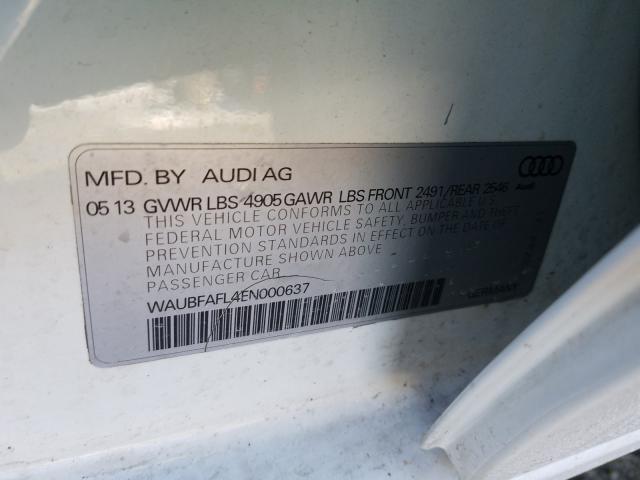 MFD. BY AUDI AG
05 13 GVWR LBS 4905 GAWR LBS FRONT 2491/REAR 2546 Audi
THIS VEHICLE CONFORMS TO ALL APPLICABLE U.S.
FEDERAL MOTOR VEHICLE SAFETY, BUMPER AND THEFT
PREVENTION STANDARDS IN EFFECT ON THE DATE OF
MANUFACTURE SHOWN ABOVE
PASSENGER CAR
WAUBFAFL4EN000637
GERMANY